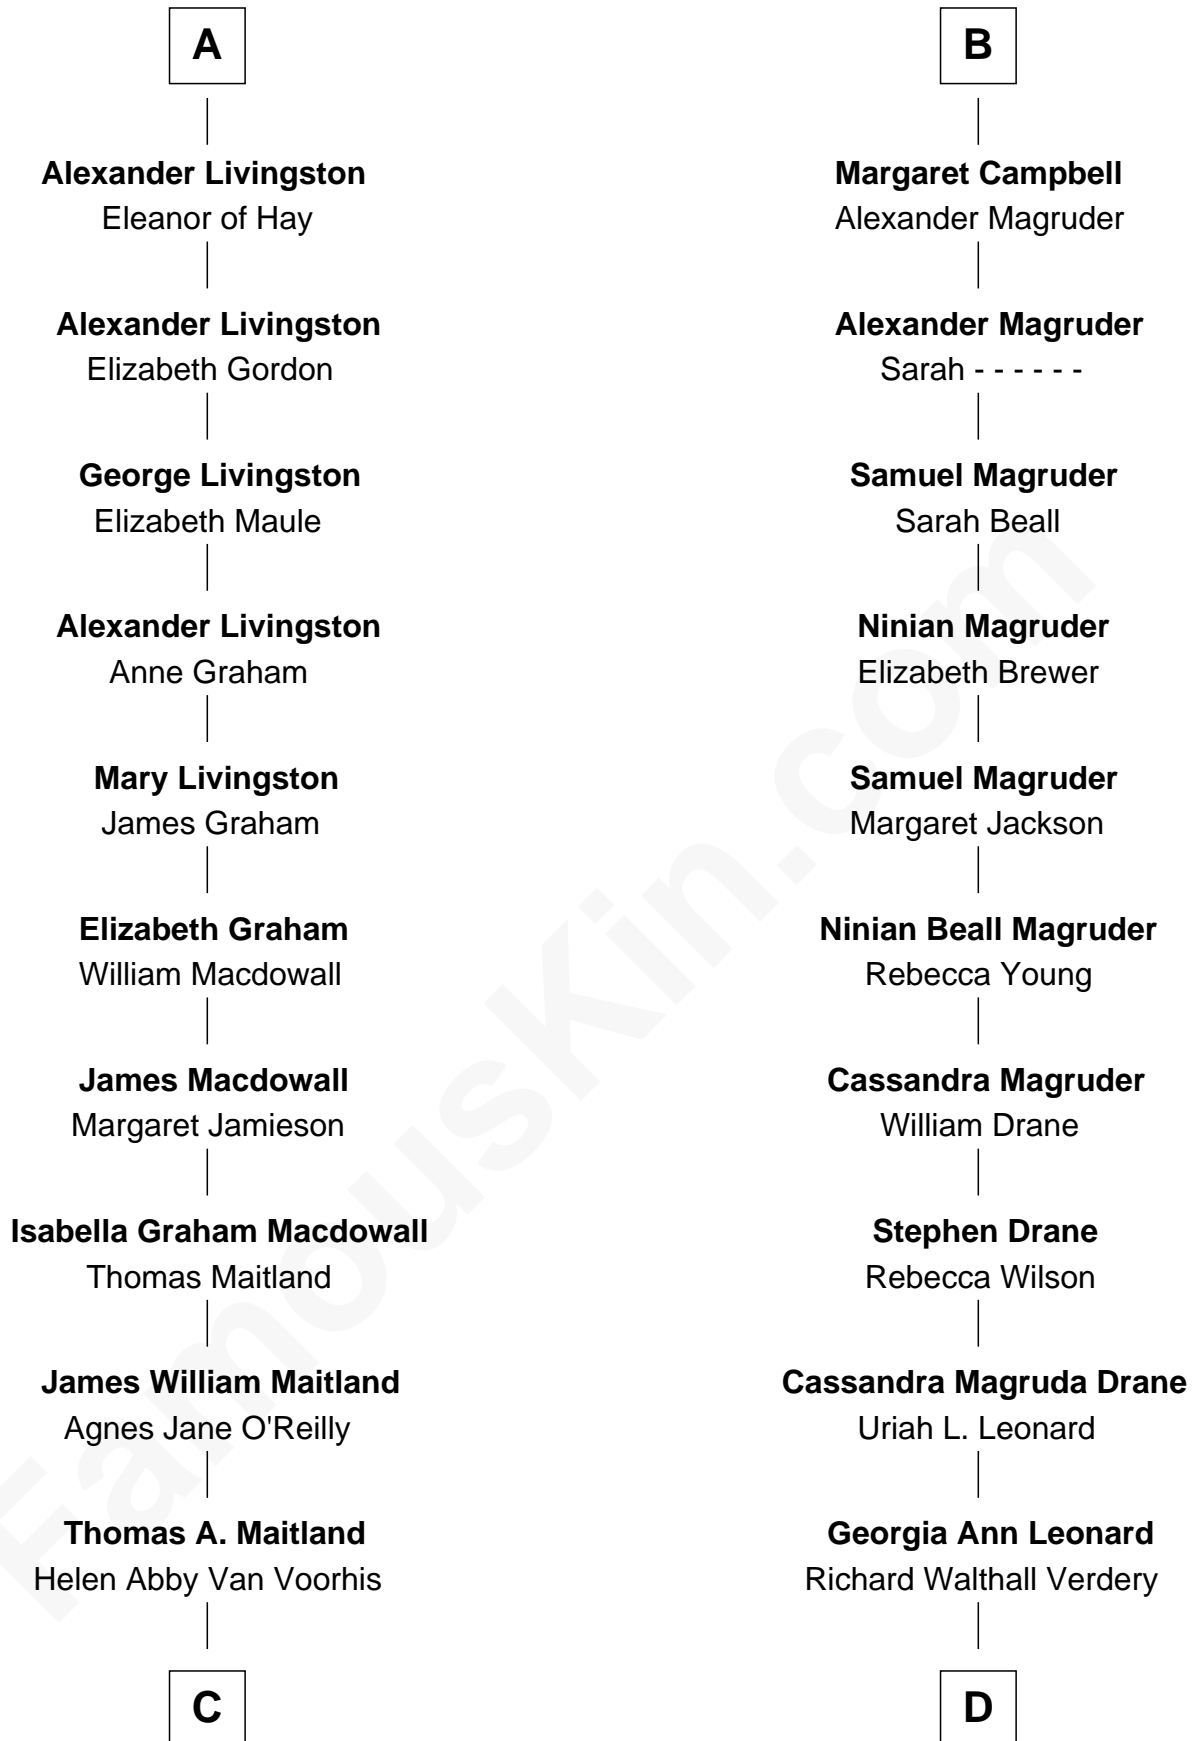 A
Alexander Livingston
Eleanor of Hay
Alexander Livingston
Elizabeth Gordon
George Livingston
Elizabeth Maule
Alexander Livingston
Anne Graham
Mary Livingston
James Graham
Elizabeth Graham
William Macdowall
James Macdowall
Margaret Jamieson
Isabella Graham Macdowall
Thomas Maitland
James William Maitland
Agnes Jane O'Reilly
Thomas A. Maitland
Helen Abby Van Voorhis
C
B
Margaret Campbell
Alexander Magruder
Alexander Magruder
Sarah - - - - - -
Samuel Magruder
Sarah Beall
Ninian Magruder
Elizabeth Brewer
Samuel Magruder
Margaret Jackson
Ninian Beall Magruder
Rebecca Young
Cassandra Magruder
William Drane
Stephen Drane
Rebecca Wilson
Cassandra Magruda Drane
Uriah L. Leonard
Georgia Ann Leonard
Richard Walthall Verdery
D
FamousKin.com